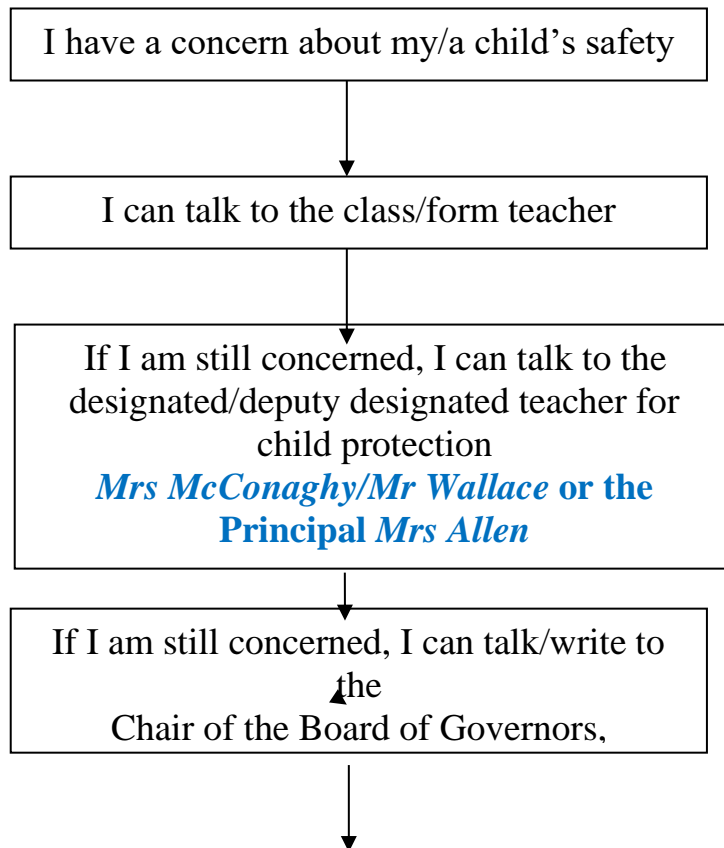 I have a concern about my/a child’s safety
I can talk to the class/form teacher
If I am still concerned, I can talk to the
designated/deputy designated teacher for
child protection
Mrs McConaghy/Mr Wallace or the
Principal Mrs Allen
If I am still concerned, I can talk/write to
the
Chair of the Board of Governors,